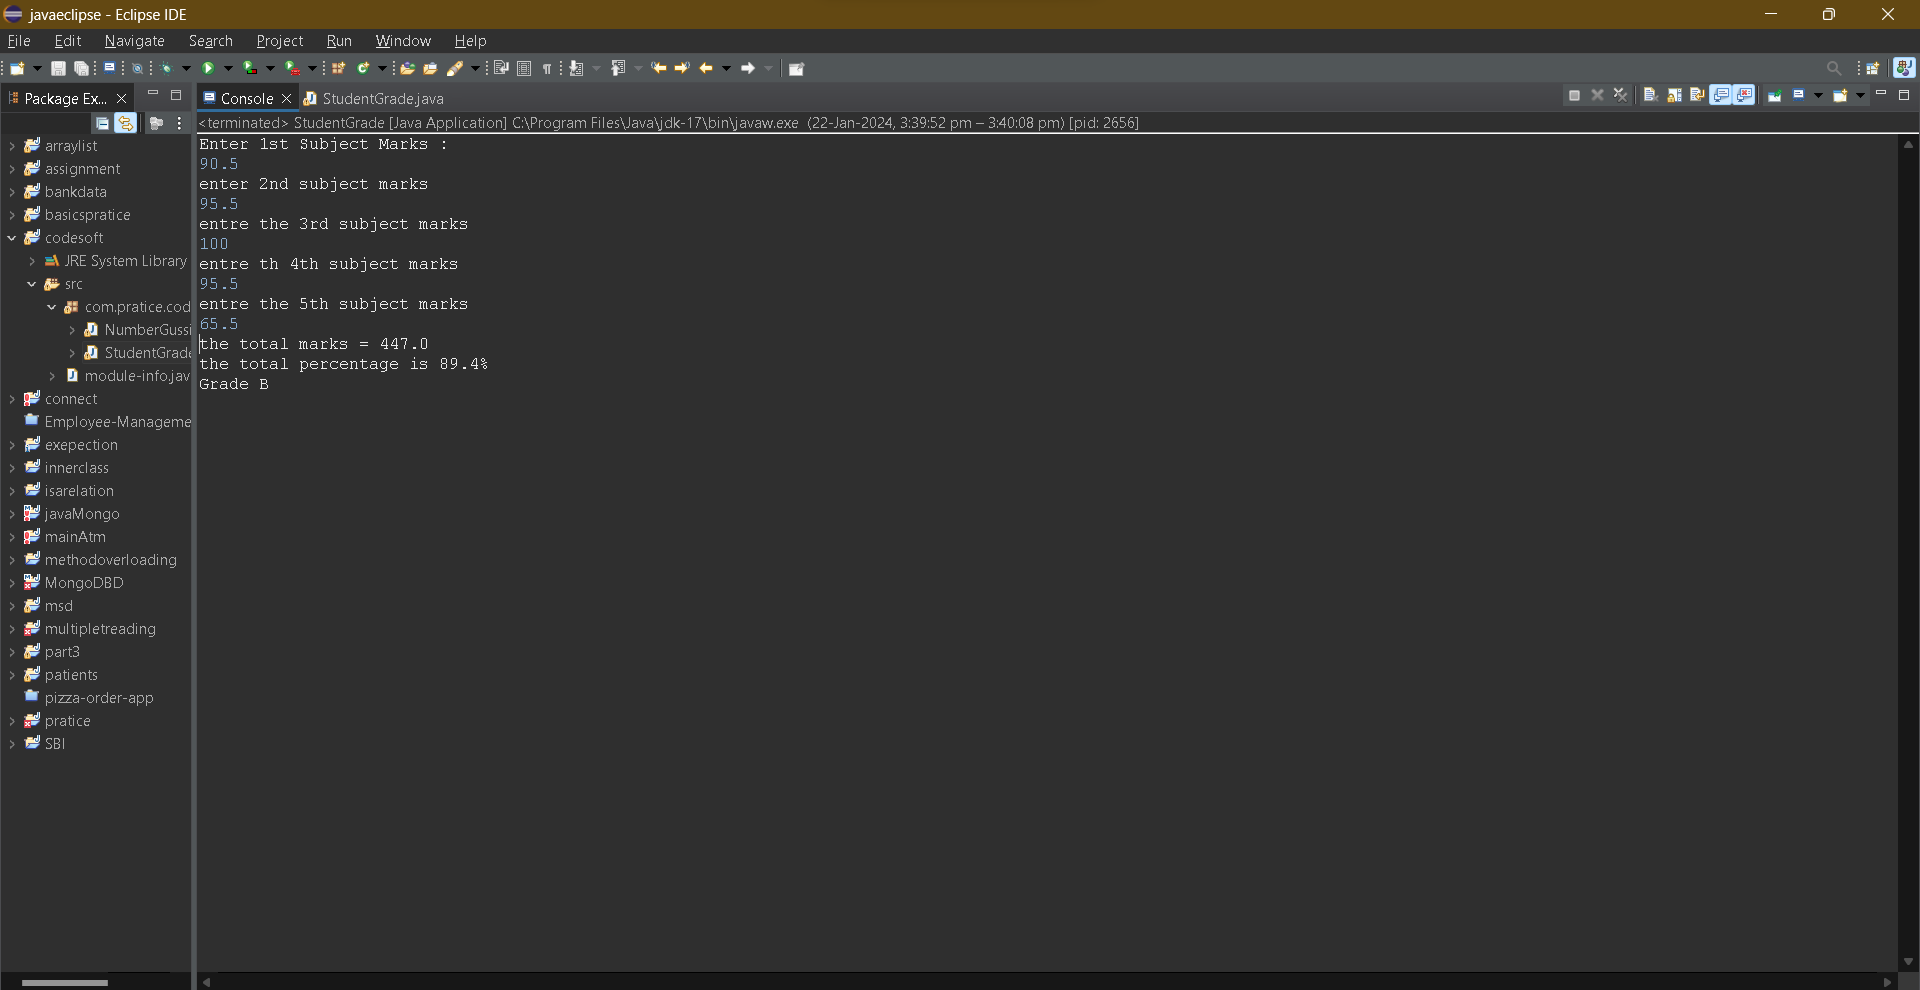 javaeclipse - Eclipse IDE
File Edit Navigate Search Project Run Window Help
Package Ex...
Console
StudentGrade.java
<terminated> StudentGrade [Java Application] C:\Program Files\Java\jdk-17\bin\javaw.exe (22-Jan-2024, 3:39:52 pm – 3:40:08 pm) [pid: 2656]
arraylist
assignment
bankdata
basicspratice
codesoft
JRE System Library
src
com.pratice.cod
NumberGussi
StudentGrade
module-info.jav
connect
Employee-Manageme
exepection
innerclass
isarelation
javaMongo
mainAtm
methodoverloading
MongoDBD
msd
multipletreading
part3
patients
pizza-order-app
pratice
SBI
Enter 1st Subject Marks :
90.5
enter 2nd subject marks
95.5
entre the 3rd subject marks
100
entre th 4th subject marks
95.5
entre the 5th subject marks
65.5
the total marks = 447.0
the total percentage is 89.4%
Grade B